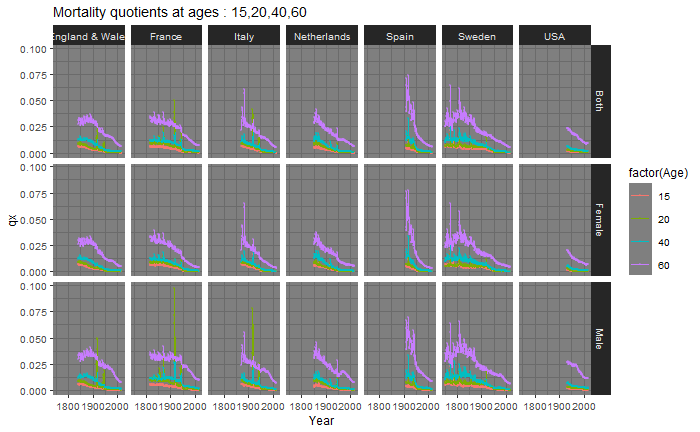 Mortality quotients at ages : 15,20,40,60
England & Wale
France
Italy
Netherlands
Spain
Sweden
USA
0.100
0.075
0.050
0.025
0.000
Both
0.100
0.075
0.050
0.025
0.000
Female
0.100
0.075
0.050
0.025
0.000
Male
qx
1800 1900 2000 1800 1900 2000 1800 1900 2000 1800 1900 2000 1800 1900 2000 1800 1900 2000 1800 1900 2000
Year
factor(Age)
15
20
40
60